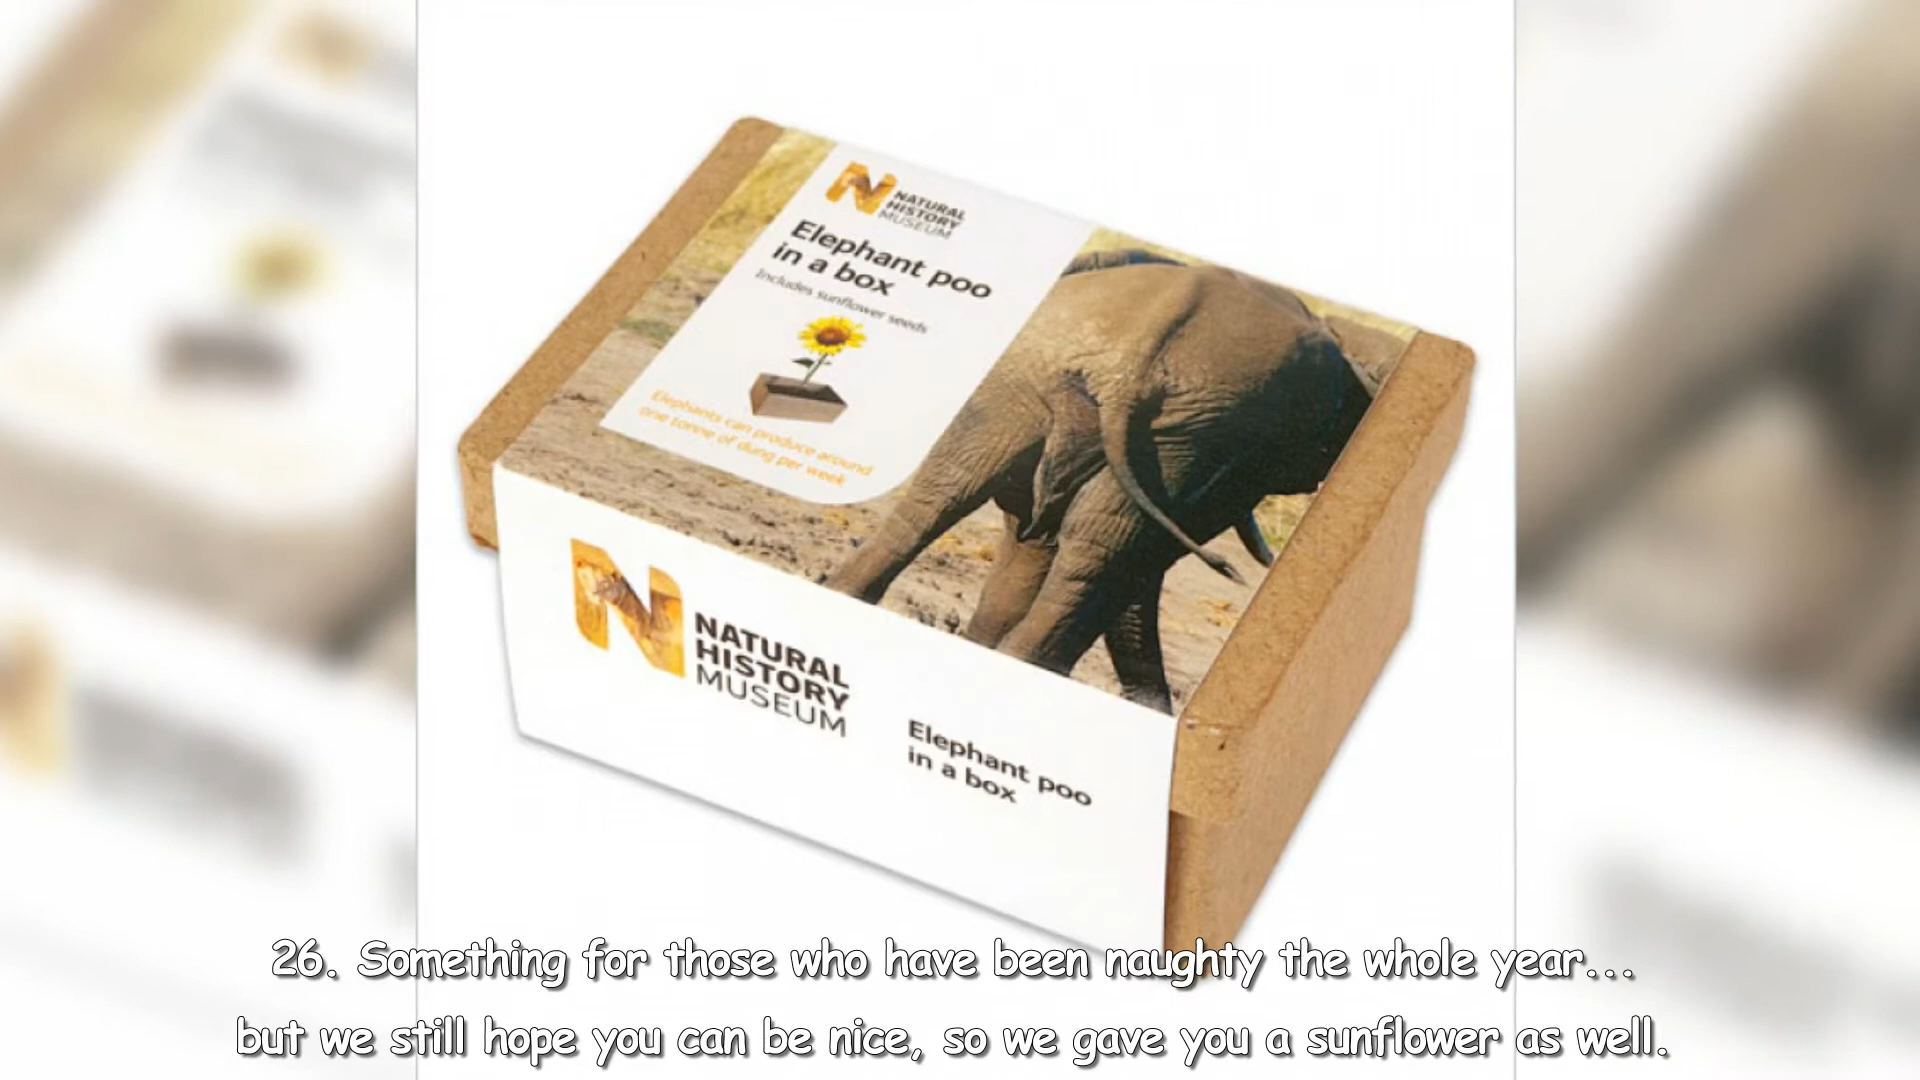 NATURAL
HISTORY
MUSEUM
Elephant poo
in a box
Includes sunflower seeds
Elephants can produce around
one tonne of dung per week
NATURAL
HISTORY
MUSEUM
Elephant poo
in a box
26. Something for those who have been naughty the whole year...
but we still hope you can be nice, so we gave you a sunflower as well.